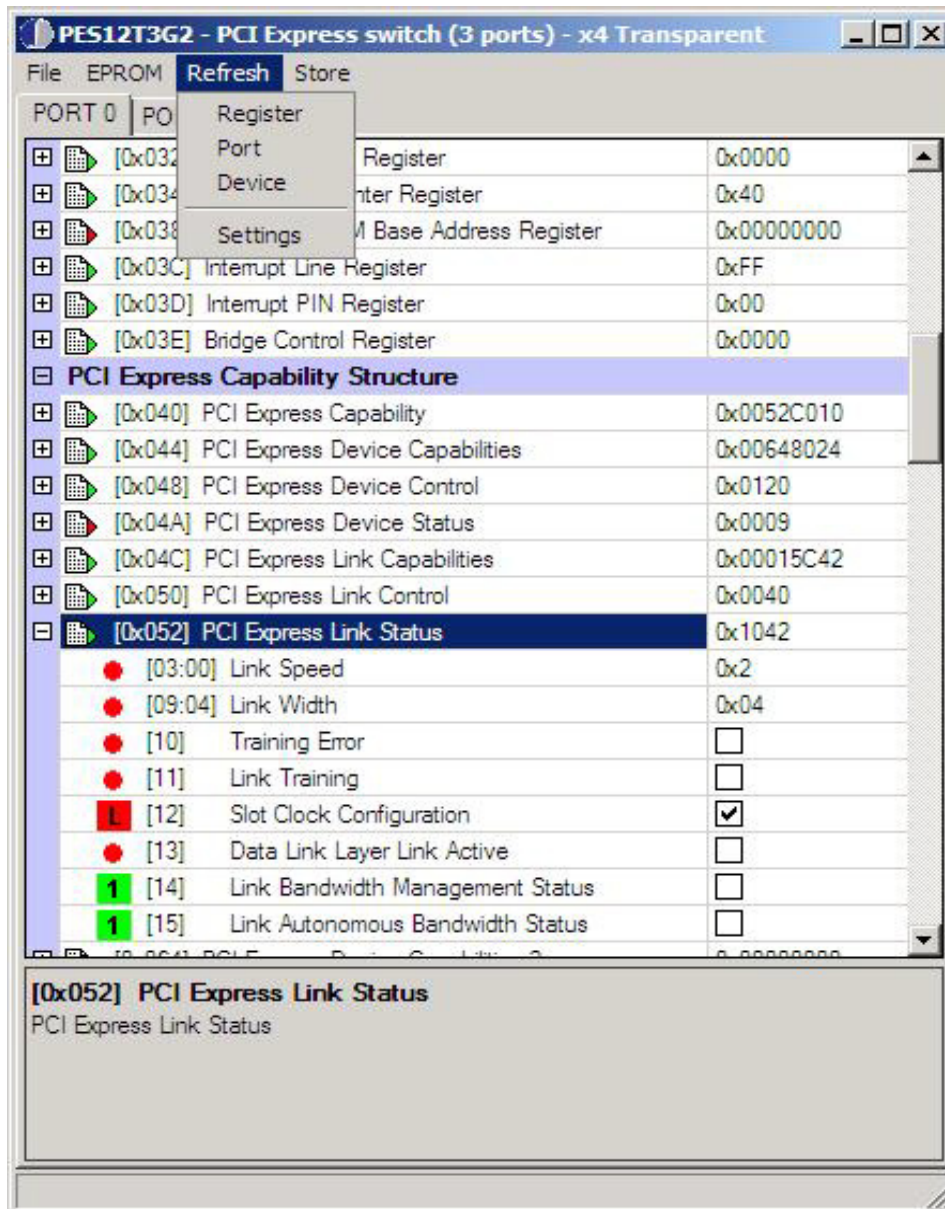 PES12T3G2 - PCI Express switch (3 ports) - x4 Transparent
File EPROM Refresh Store
PORT 0 PO
Register
Port
Device
Settings
[0x032 Register 0x0000
[0x034 nter Register 0x40
[0x038 M Base Address Register 0x00000000
[0x03C] Interrupt Line Register 0xFF
[0x03D] Interrupt PIN Register 0x00
[0x03E] Bridge Control Register 0x0000
PCI Express Capability Structure
[0x040] PCI Express Capability 0x0052C010
[0x044] PCI Express Device Capabilities 0x00648024
[0x048] PCI Express Device Control 0x0120
[0x04A] PCI Express Device Status 0x0009
[0x04C] PCI Express Link Capabilities 0x00015C42
[0x050] PCI Express Link Control 0x0040
[0x052] PCI Express Link Status 0x1042
[03:00] Link Speed 0x2
[09:04] Link Width 0x04
[10] Training Error
[11] Link Training
L [12] Slot Clock Configuration
[13] Data Link Layer Link Active
1 [14] Link Bandwidth Management Status
1 [15] Link Autonomous Bandwidth Status
[0x052] PCI Express Link Status
PCI Express Link Status